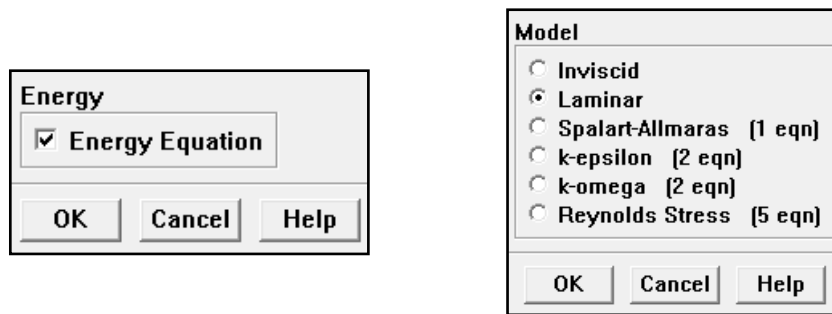 Energy
Energy Equation
OK Cancel Help
Model
Inviscid
Laminar
Spalart-Allmaras (1 eqn)
k-epsilon (2 eqn)
k-omega (2 eqn)
Reynolds Stress (5 eqn)
OK Cancel Help